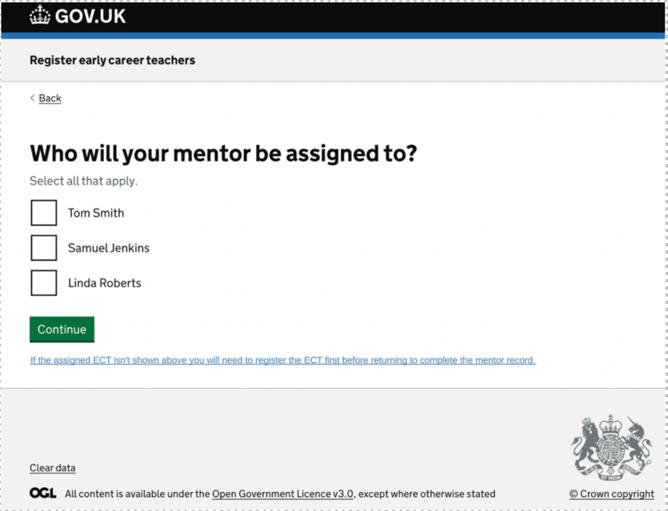 GOV.UK
Register early career teachers
Back
Who will your mentor be assigned to?
Select all that apply.
Tom Smith
Samuel Jenkins
Linda Roberts
Continue
If the assigned ECT isn't shown above you will need to register the ECT first before returning to complete the mentor record.
Clear data
OGL All content is available under the Open Government Licence v3.0, except where otherwise stated
© Crown copyright